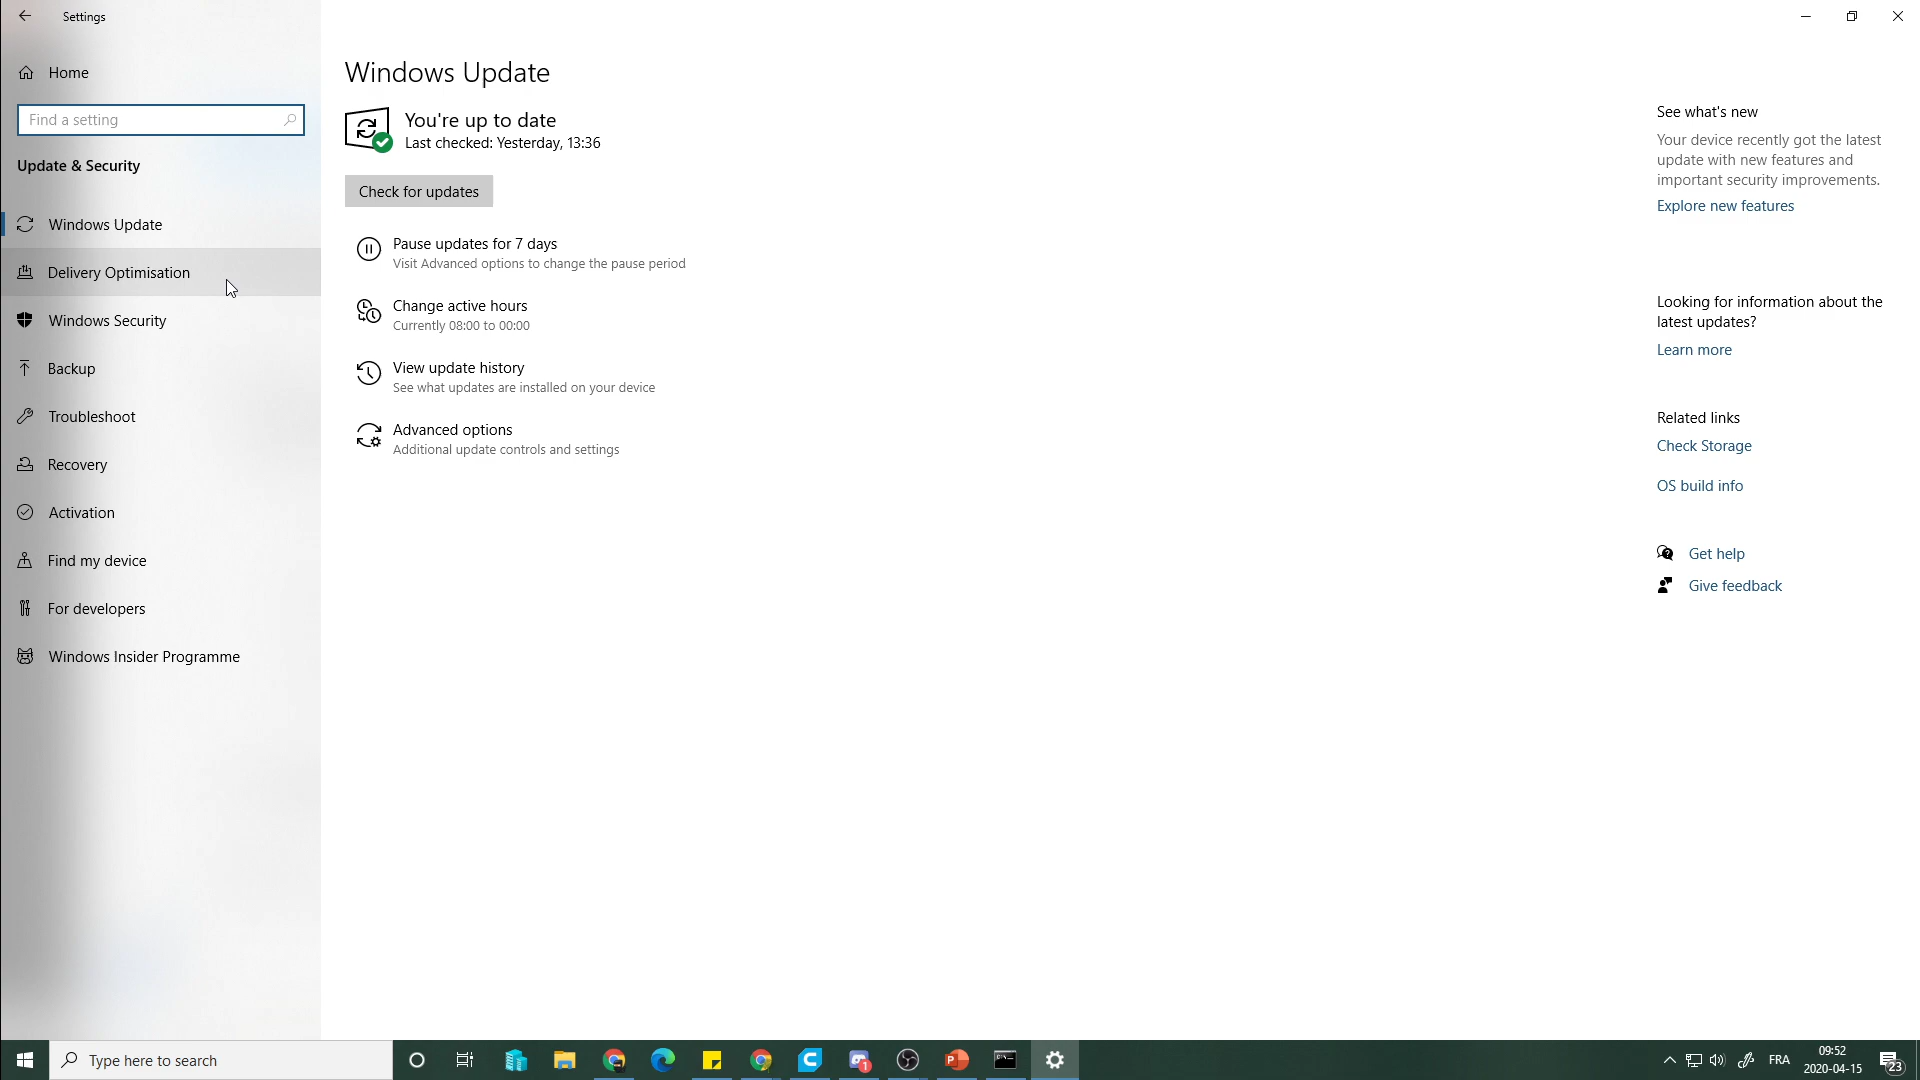 Settings
Home
Find a setting
Update & Security
Windows Update
Delivery Optimisation
Windows Security
Backup
Troubleshoot
Recovery
Activation
Find my device
For developers
Windows Insider Programme
Windows Update
You're up to date
Last checked: Yesterday, 13:36
Check for updates
Pause updates for 7 days
Visit Advanced options to change the pause period
Change active hours
Currently 08:00 to 00:00
View update history
See what updates are installed on your device
Advanced options
Additional update controls and settings
See what's new
Your device recently got the latest
update with new features and
important security improvements.
Explore new features
Looking for information about the
latest updates?
Learn more
Related links
Check Storage
OS build info
Get help
Give feedback
Type here to search
1
FRA
09:52
2020-04-15
23